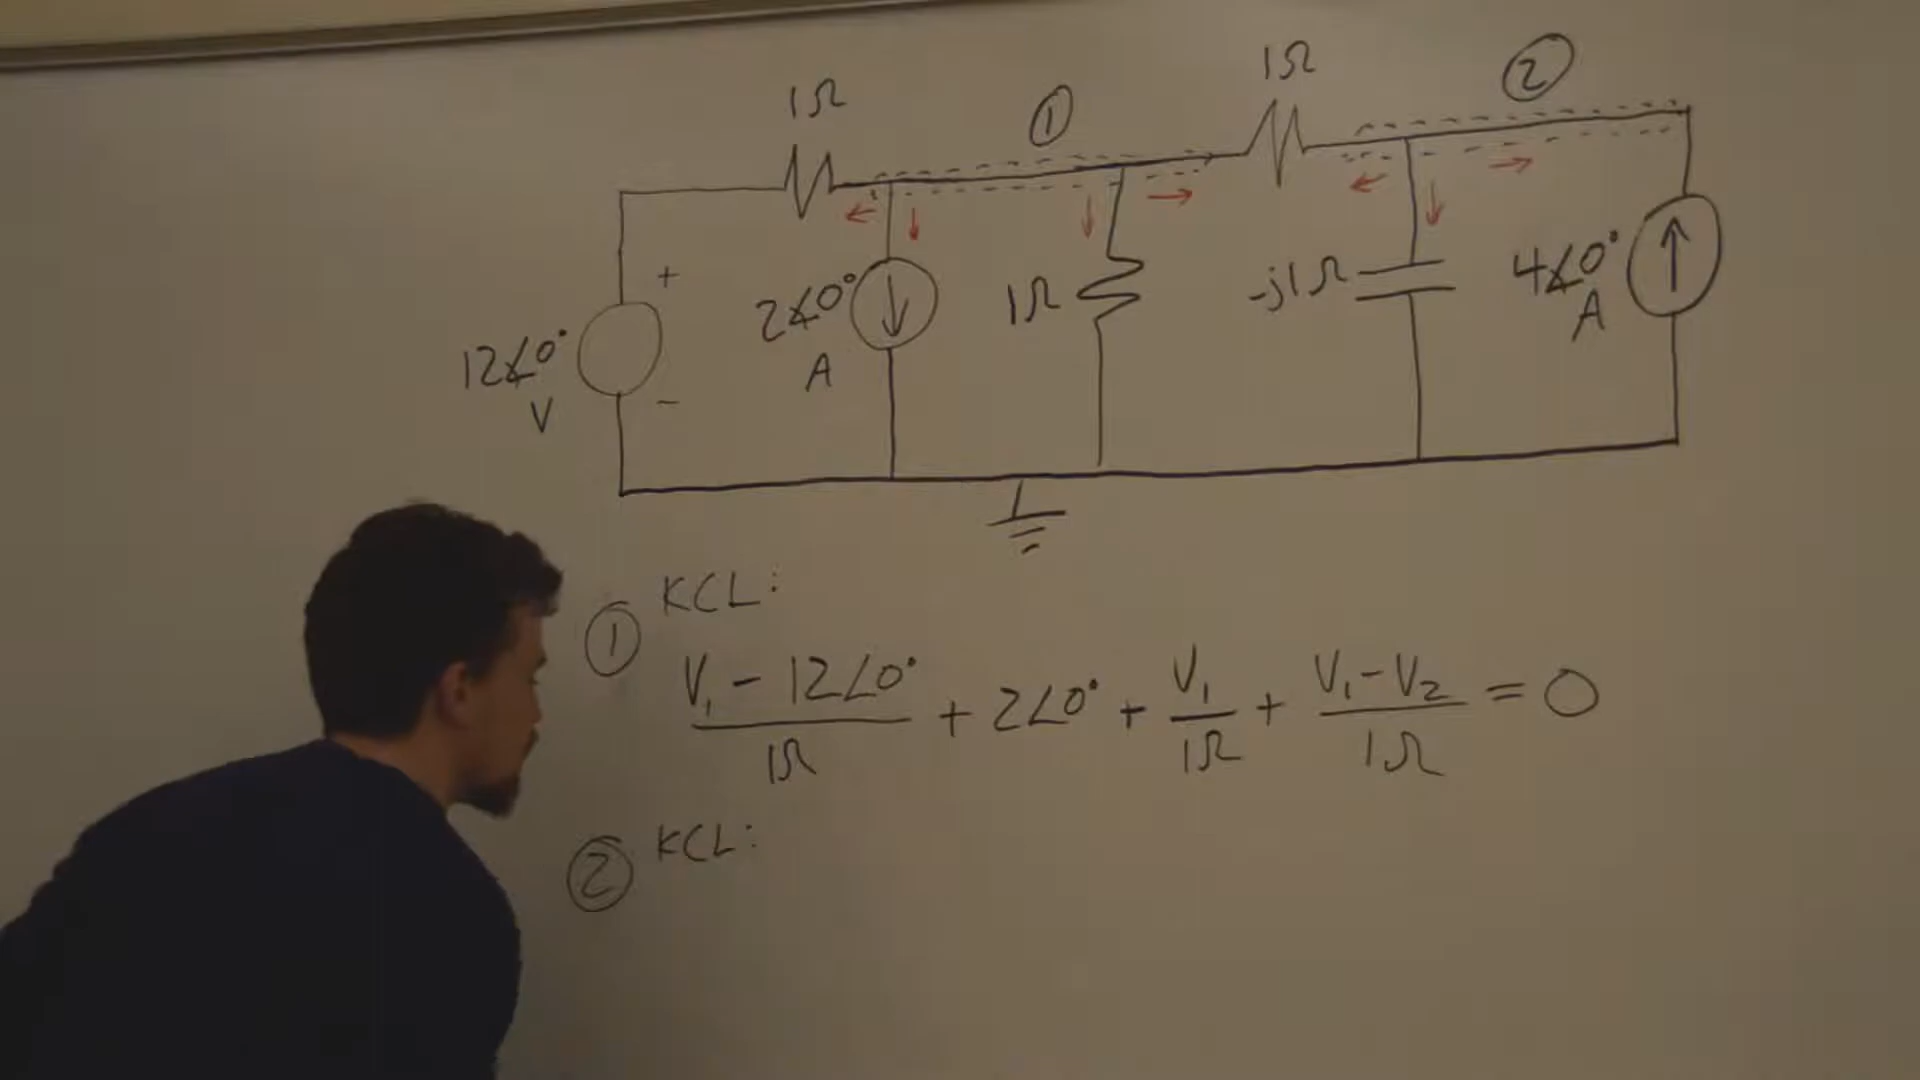 1Ω
①
1Ω
②
12∠0°
V
+
-
2∠0°
A
1Ω
-j1Ω
4∠0°
A
① KCL:
V₁ - 12∠0° / 1Ω + 2∠0° + V₁ / 1Ω + V₁-V₂ / 1Ω = 0
② KCL: